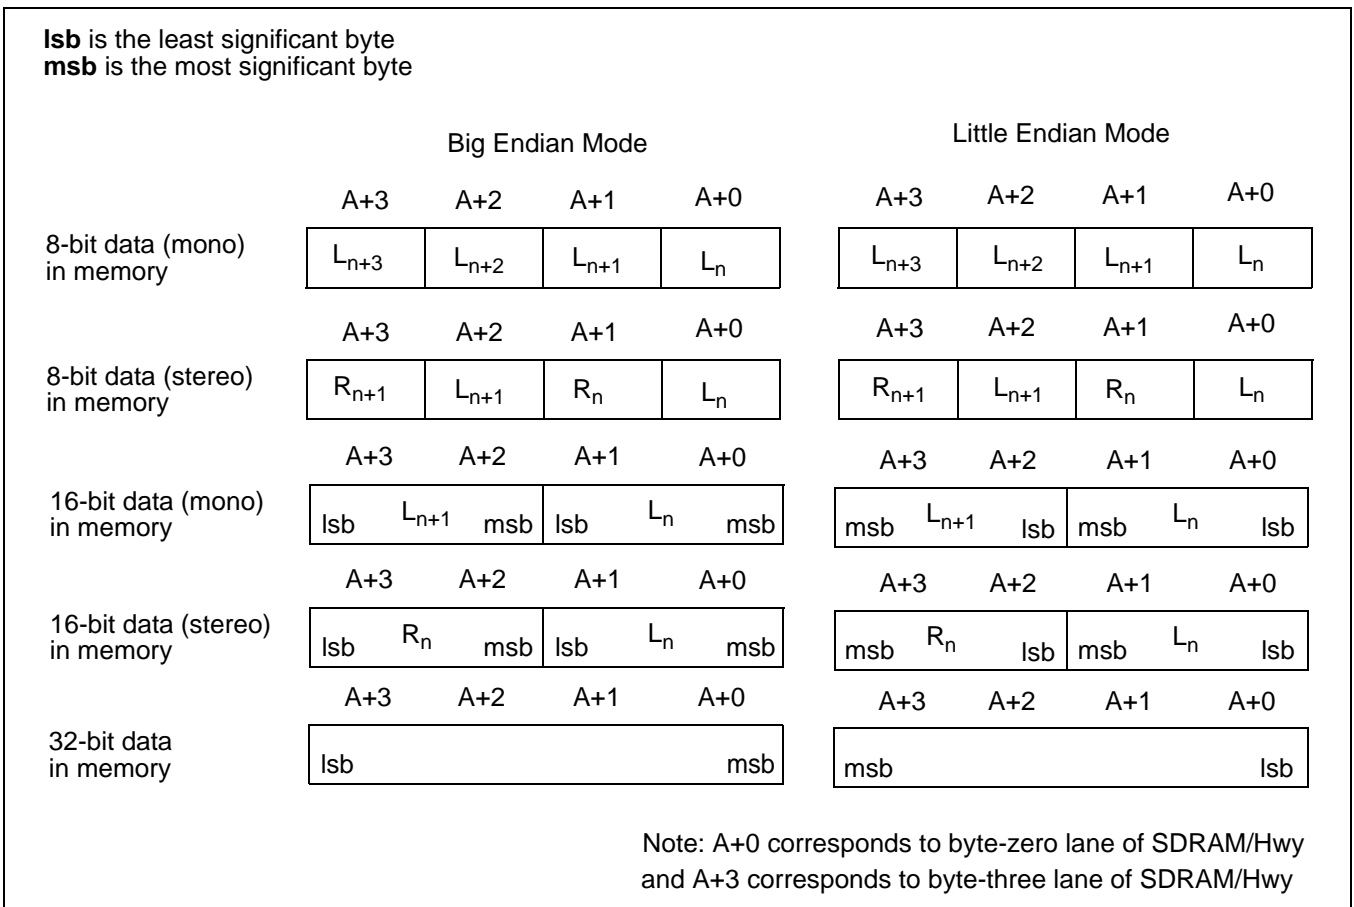 lsb is the least significant byte
msb is the most significant byte
Big Endian Mode
Little Endian Mode
A+3 A+2 A+1 A+0 A+3 A+2 A+1 A+0
8-bit data (mono)
in memory
Ln+3 Ln+2 Ln+1 Ln Ln+3 Ln+2 Ln+1 Ln
A+3 A+2 A+1 A+0 A+3 A+2 A+1 A+0
8-bit data (stereo)
in memory
Rn+1 Ln+1 Rn Ln Rn+1 Ln+1 Rn Ln
A+3 A+2 A+1 A+0 A+3 A+2 A+1 A+0
16-bit data (mono)
in memory
lsb Ln+1 msb lsb Ln msb msb Ln+1 lsb msb Ln lsb
A+3 A+2 A+1 A+0 A+3 A+2 A+1 A+0
16-bit data (stereo)
in memory
lsb Rn msb lsb Ln msb msb Rn lsb msb Ln lsb
A+3 A+2 A+1 A+0 A+3 A+2 A+1 A+0
32-bit data
in memory
lsb msb msb lsb
Note: A+0 corresponds to byte-zero lane of SDRAM/Hwy
and A+3 corresponds to byte-three lane of SDRAM/Hwy